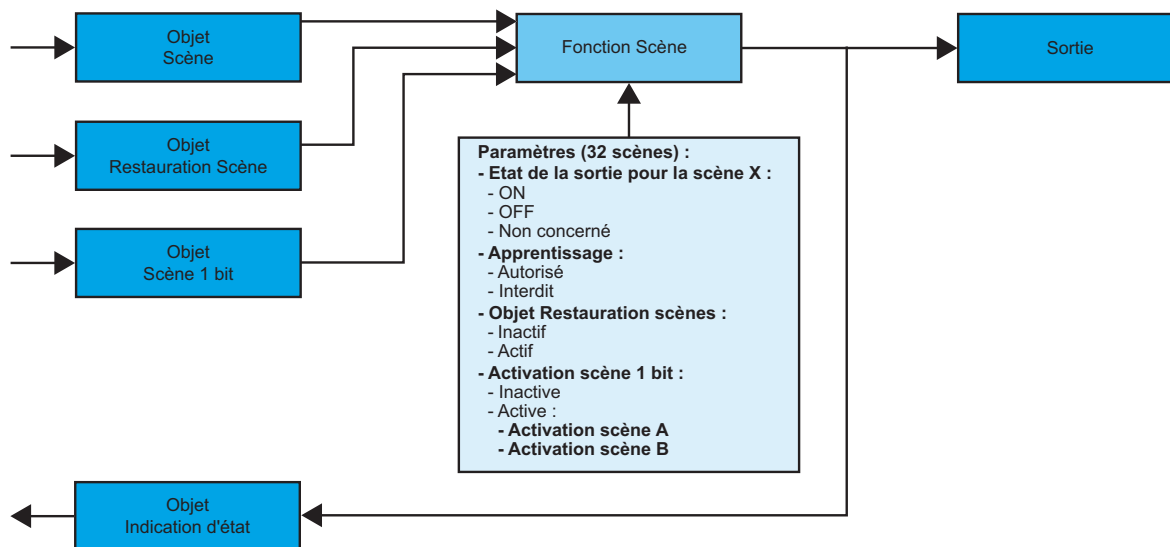 Objet
Scène
Fonction Scène
Sortie
Objet
Restauration Scène
Objet
Scène 1 bit
Paramètres (32 scènes) :
- Etat de la sortie pour la scène X :
- ON
- OFF
- Non concerné
- Apprentissage :
- Autorisé
- Interdit
- Objet Restauration scènes :
- Inactif
- Actif
- Activation scène 1 bit :
- Inactive
- Active :
- Activation scène A
- Activation scène B
Objet
Indication d'état